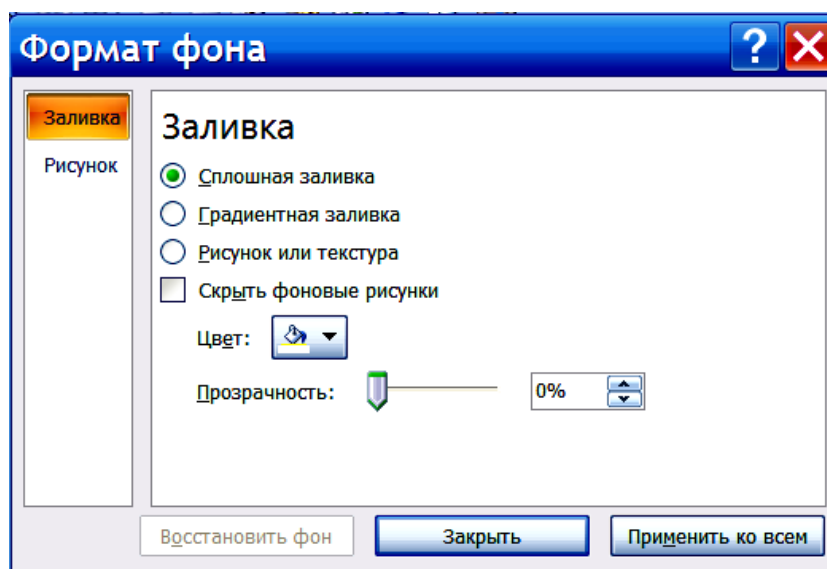 Формат фона
Заливка
Рисунок
Заливка
Сплошная заливка
Градиентная заливка
Рисунок или текстура
Скрыть фоновые рисунки
Цвет:
Прозрачность: 0%
Восстановить фон Закрыть Применить ко всем